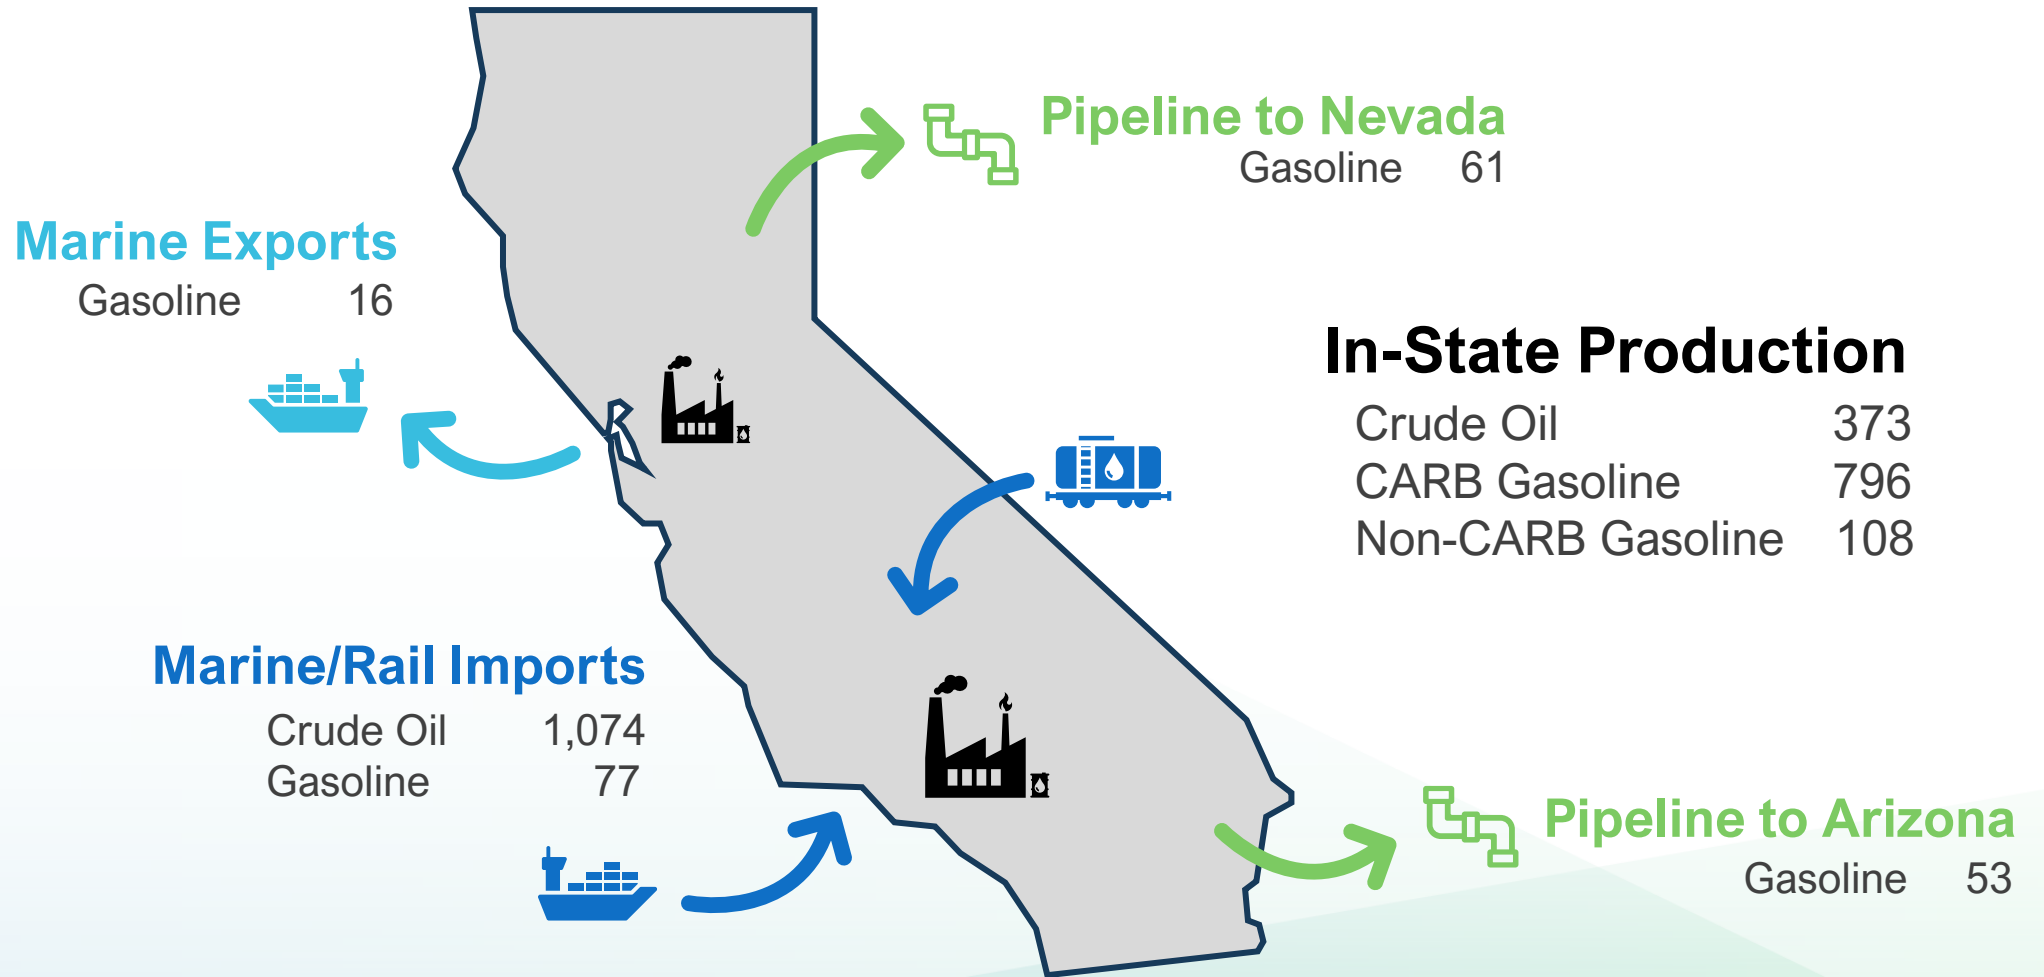 Pipeline to Nevada
Gasoline 61
Marine Exports
Gasoline 16
In-State Production
Crude Oil 373
CARB Gasoline 796
Non-CARB Gasoline 108
Marine/Rail Imports
Crude Oil 1,074
Gasoline 77
Pipeline to Arizona
Gasoline 53